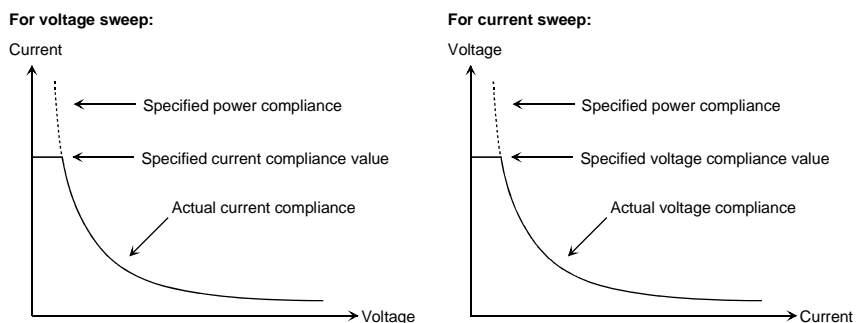 For voltage sweep:
Current
Specified power compliance
Specified current compliance value
Actual current compliance
Voltage
For current sweep:
Voltage
Specified power compliance
Specified voltage compliance value
Actual voltage compliance
Current